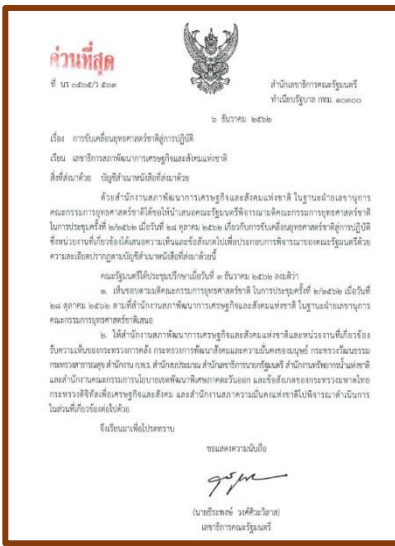 ด่วนที่สุด
ที่ นร ๐๕๐๕/ว ๕๐๓
สำนักเลขาธิการคณะรัฐมนตรี
ทำเนียบรัฐบาล กทม. ๑๐๓๐๐
๖ ธันวาคม ๒๕๖๒
เรื่อง การขับเคลื่อนยุทธศาสตร์ชาติสู่การปฏิบัติ
เรียน เลขาธิการสภาพัฒนาการเศรษฐกิจและสังคมแห่งชาติ
สิ่งที่ส่งมาด้วย บัญชีสำเนาหนังสือที่ส่งมาด้วย
ด้วยสำนักงานสภาพัฒนาการเศรษฐกิจและสังคมแห่งชาติ ในฐานะฝ่ายเลขานุการ
คณะกรรมการยุทธศาสตร์ชาติได้ขอให้นำเสนอคณะรัฐมนตรีพิจารณามติคณะกรรมการยุทธศาสตร์ชาติ
ในการประชุมครั้งที่ ๒/๒๕๖๒ เมื่อวันที่ ๒๘ ตุลาคม ๒๕๖๒ เกี่ยวกับการขับเคลื่อนยุทธศาสตร์ชาติสู่การปฏิบัติ
ซึ่งหน่วยงานที่เกี่ยวข้องได้เสนอความเห็นและข้อสังเกตไปเพื่อประกอบการพิจารณาของคณะรัฐมนตรีด้วย
ความละเอียดปรากฏตามบัญชีสำเนาหนังสือที่ส่งมาด้วยนี้
คณะรัฐมนตรีได้ประชุมปรึกษาเมื่อวันที่ ๓ ธันวาคม ๒๕๖๒ ลงมติว่า
๑. เห็นชอบตามมติคณะกรรมการยุทธศาสตร์ชาติ ในการประชุมครั้งที่ ๒/๒๕๖๒ เมื่อวันที่
๒๘ ตุลาคม ๒๕๖๒ ตามที่สำนักงานสภาพัฒนาการเศรษฐกิจและสังคมแห่งชาติ ในฐานะฝ่ายเลขานุการ
คณะกรรมการยุทธศาสตร์ชาติเสนอ
๒. ให้สำนักงานสภาพัฒนาการเศรษฐกิจและสังคมแห่งชาติและหน่วยงานที่เกี่ยวข้อง
รับความเห็นของกระทรวงการคลัง กระทรวงการพัฒนาสังคมและความมั่นคงของมนุษย์ กระทรวงวัฒนธรรม
กระทรวงสาธารณสุข สำนักงาน ก.พ.ร. สำนักงบประมาณ สำนักเลขาธิการนายกรัฐมนตรี สำนักงานทรัพยากรน้ำแห่งชาติ
และสำนักงานคณะกรรมการนโยบายเขตพัฒนาพิเศษภาคตะวันออก และข้อสังเกตของกระทรวงมหาดไทย
กระทรวงดิจิทัลเพื่อเศรษฐกิจและสังคม และสำนักงานสภาความมั่นคงแห่งชาติไปพิจารณาดำเนินการ
ในส่วนที่เกี่ยวข้องต่อไปด้วย
จึงเรียนมาเพื่อโปรดทราบ
ขอแสดงความนับถือ
(นายธีระพงษ์ วงศ์ศิวะวิลาส)
เลขาธิการคณะรัฐมนตรี